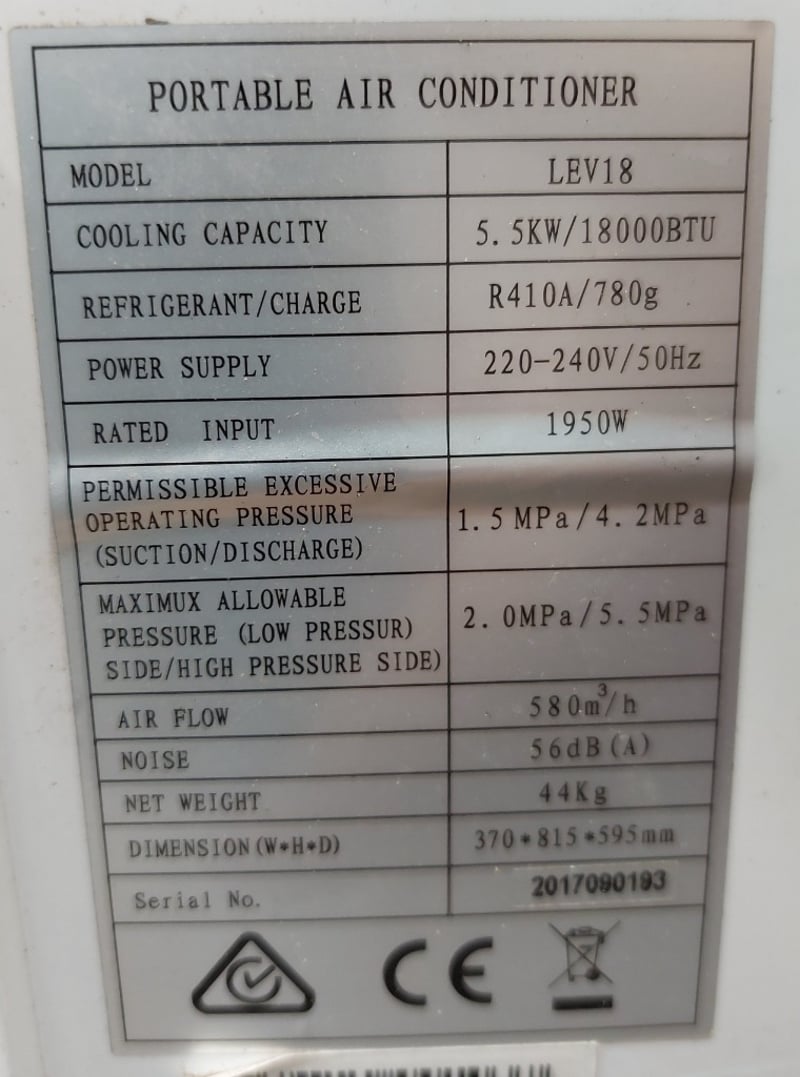 PORTABLE AIR CONDITIONER
MODEL LEV18
COOLING CAPACITY 5.5KW/18000BTU
REFRIGERANT/CHARGE R410A/780g
POWER SUPPLY 220-240V/50Hz
RATED INPUT 1950W
PERMISSIBLE EXCESSIVE
OPERATING PRESSURE
(SUCTION/DISCHARGE)
1.5MPa/4.2MPa
MAXIMUX ALLOWABLE
PRESSURE (LOW PRESSUR)
SIDE/HIGH PRESSURE SIDE)
2.0MPa/5.5MPa
AIR FLOW 580m³/h
NOISE 56dB(A)
NET WEIGHT 44Kg
DIMENSION(W*H*D) 370*815*595mm
Serial No. 2017090193
CE